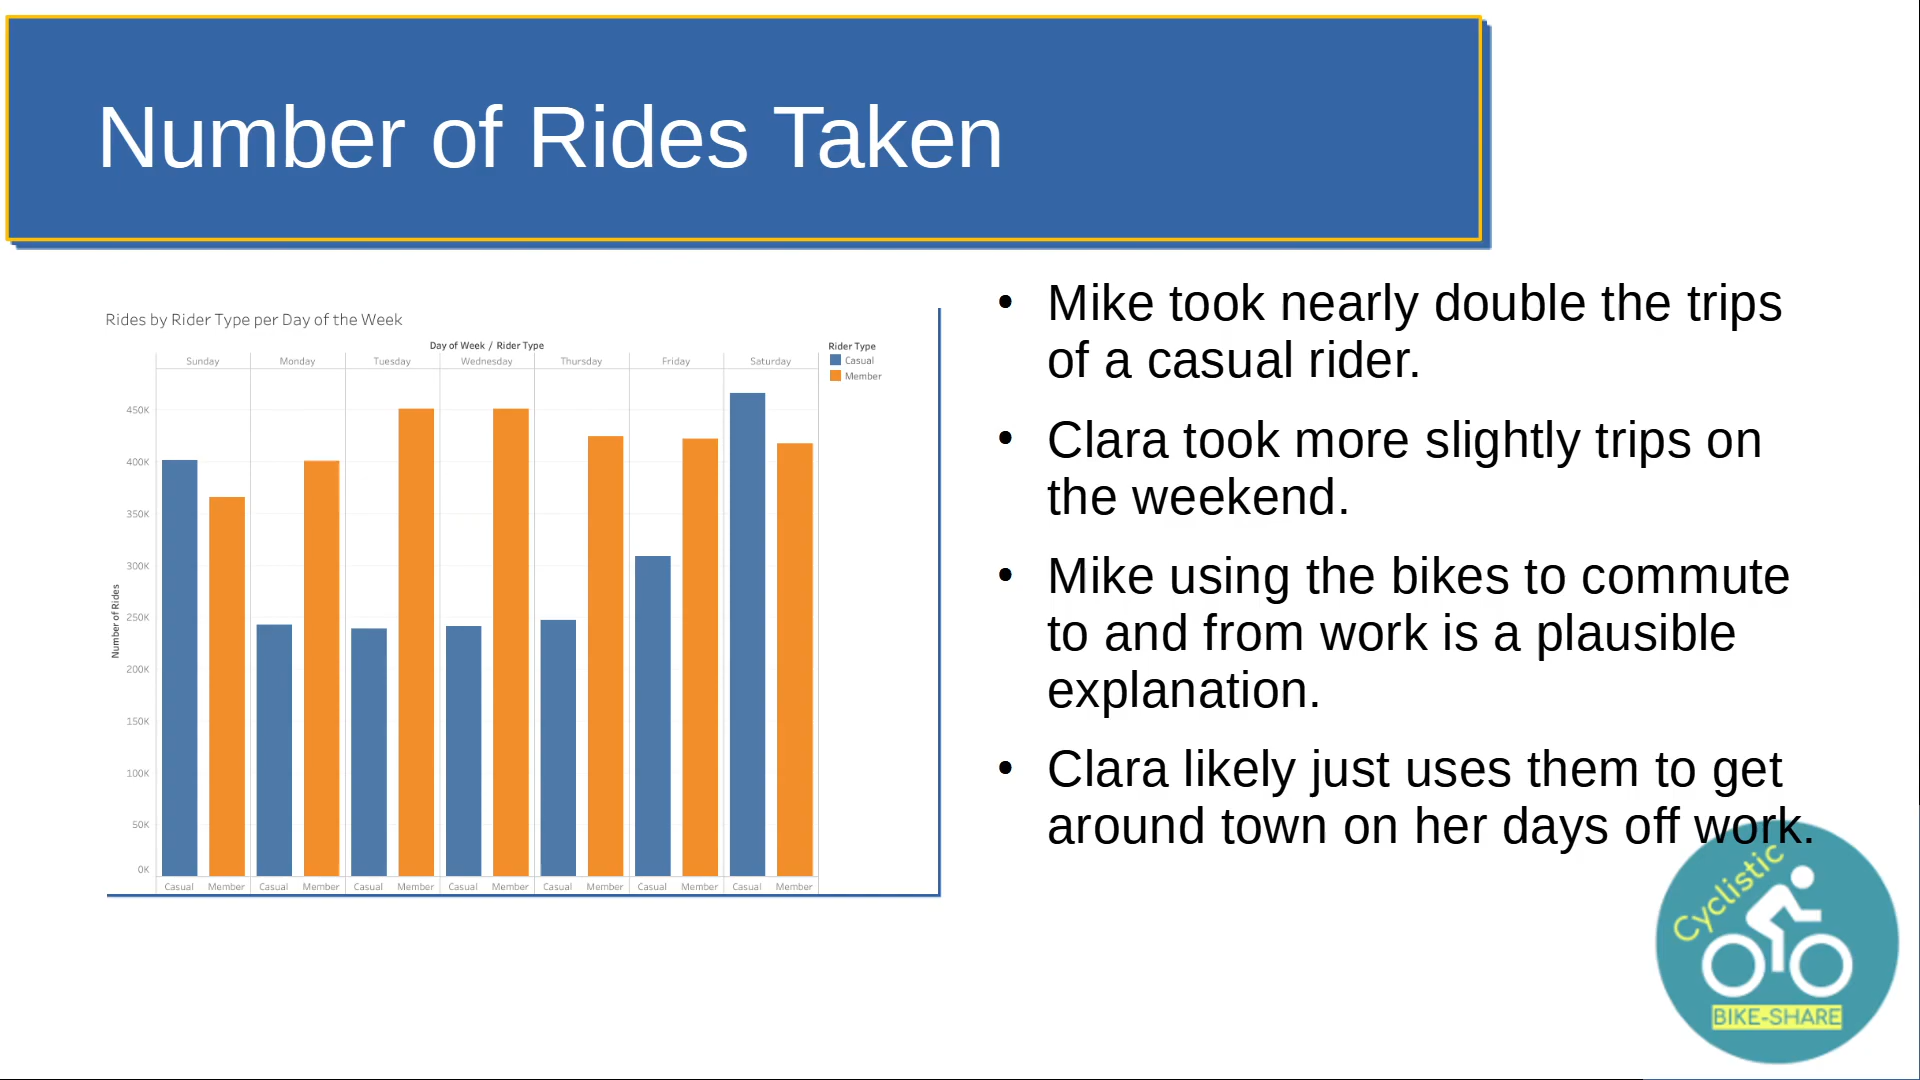 Number of Rides Taken
Rides by Rider Type per Day of the Week
Day of Week / Rider Type
Sunday Monday Tuesday Wednesday Thursday Friday Saturday
Rider Type
Casual
Member
450K
400K
350K
300K
250K
200K
150K
100K
50K
0K
Number of Rides
Casual Member Casual Member Casual Member Casual Member Casual Member Casual Member Casual Member
• Mike took nearly double the trips
of a casual rider.
• Clara took more slightly trips on
the weekend.
• Mike using the bikes to commute
to and from work is a plausible
explanation.
• Clara likely just uses them to get
around town on her days off work.
Cyclistic
BIKE-SHARE